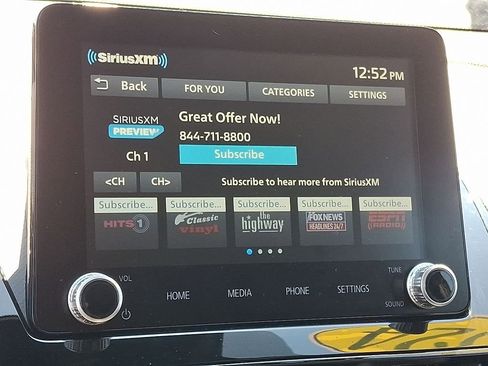 ((SiriusXM))
12:52 PM
Back FOR YOU CATEGORIES SETTINGS
SIRIUSXM
PREVIEW
Great Offer Now!
844-711-8800
Ch 1 Subscribe
<CH CH> Subscribe to hear more from SiriusXM
Subscribe... Subscribe... Subscribe... Subscribe... Subscribe...
HITS1
Classic
vinyl
the
highway
FOX NEWS
HEADLINES 24/7
ESPN
RADIO
VOL TUNE
HOME MEDIA PHONE SETTINGS
SOUND